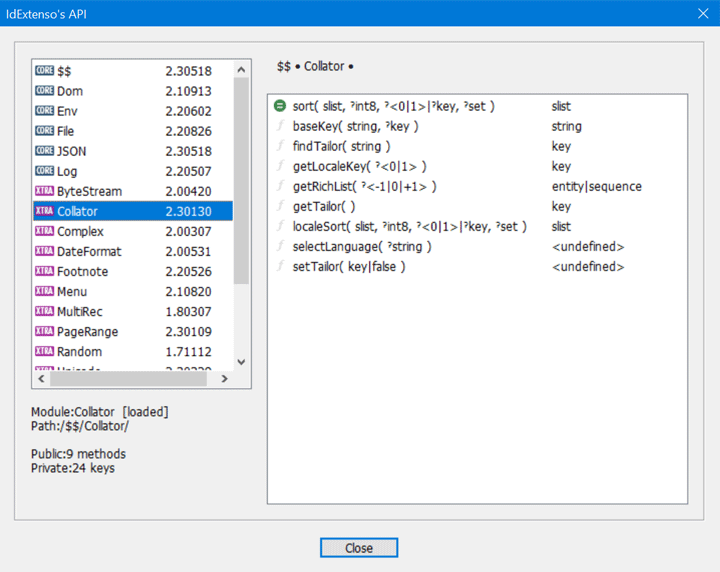 IdExtenso's API
CORE $$ 2.30518
CORE Dom 2.10913
CORE Env 2.20602
CORE File 2.20826
CORE JSON 2.30518
CORE Log 2.20507
XTRA ByteStream 2.00420
XTRA Collator 2.30130
XTRA Complex 2.00307
XTRA DateFormat 2.00531
XTRA Footnote 2.20526
XTRA Menu 2.10820
XTRA MultiRec 1.80307
XTRA PageRange 2.30109
XTRA Random 1.71112
Module:Collator [loaded]
Path:/$$/Collator/
Public:9 methods
Private:24 keys
$$ • Collator •
= sort( slist, ?int8, ?<0|1>|?key, ?set ) slist
f baseKey( string, ?key ) string
f findTailor( string ) key
f getLocaleKey( ?<0|1> ) key
f getRichList( ?<-1|0|+1> ) entity|sequence
f getTailor( ) key
f localeSort( slist, ?int8, ?<0|1>|?key, ?set ) slist
f selectLanguage( ?string ) <undefined>
f setTailor( key|false ) <undefined>
Close